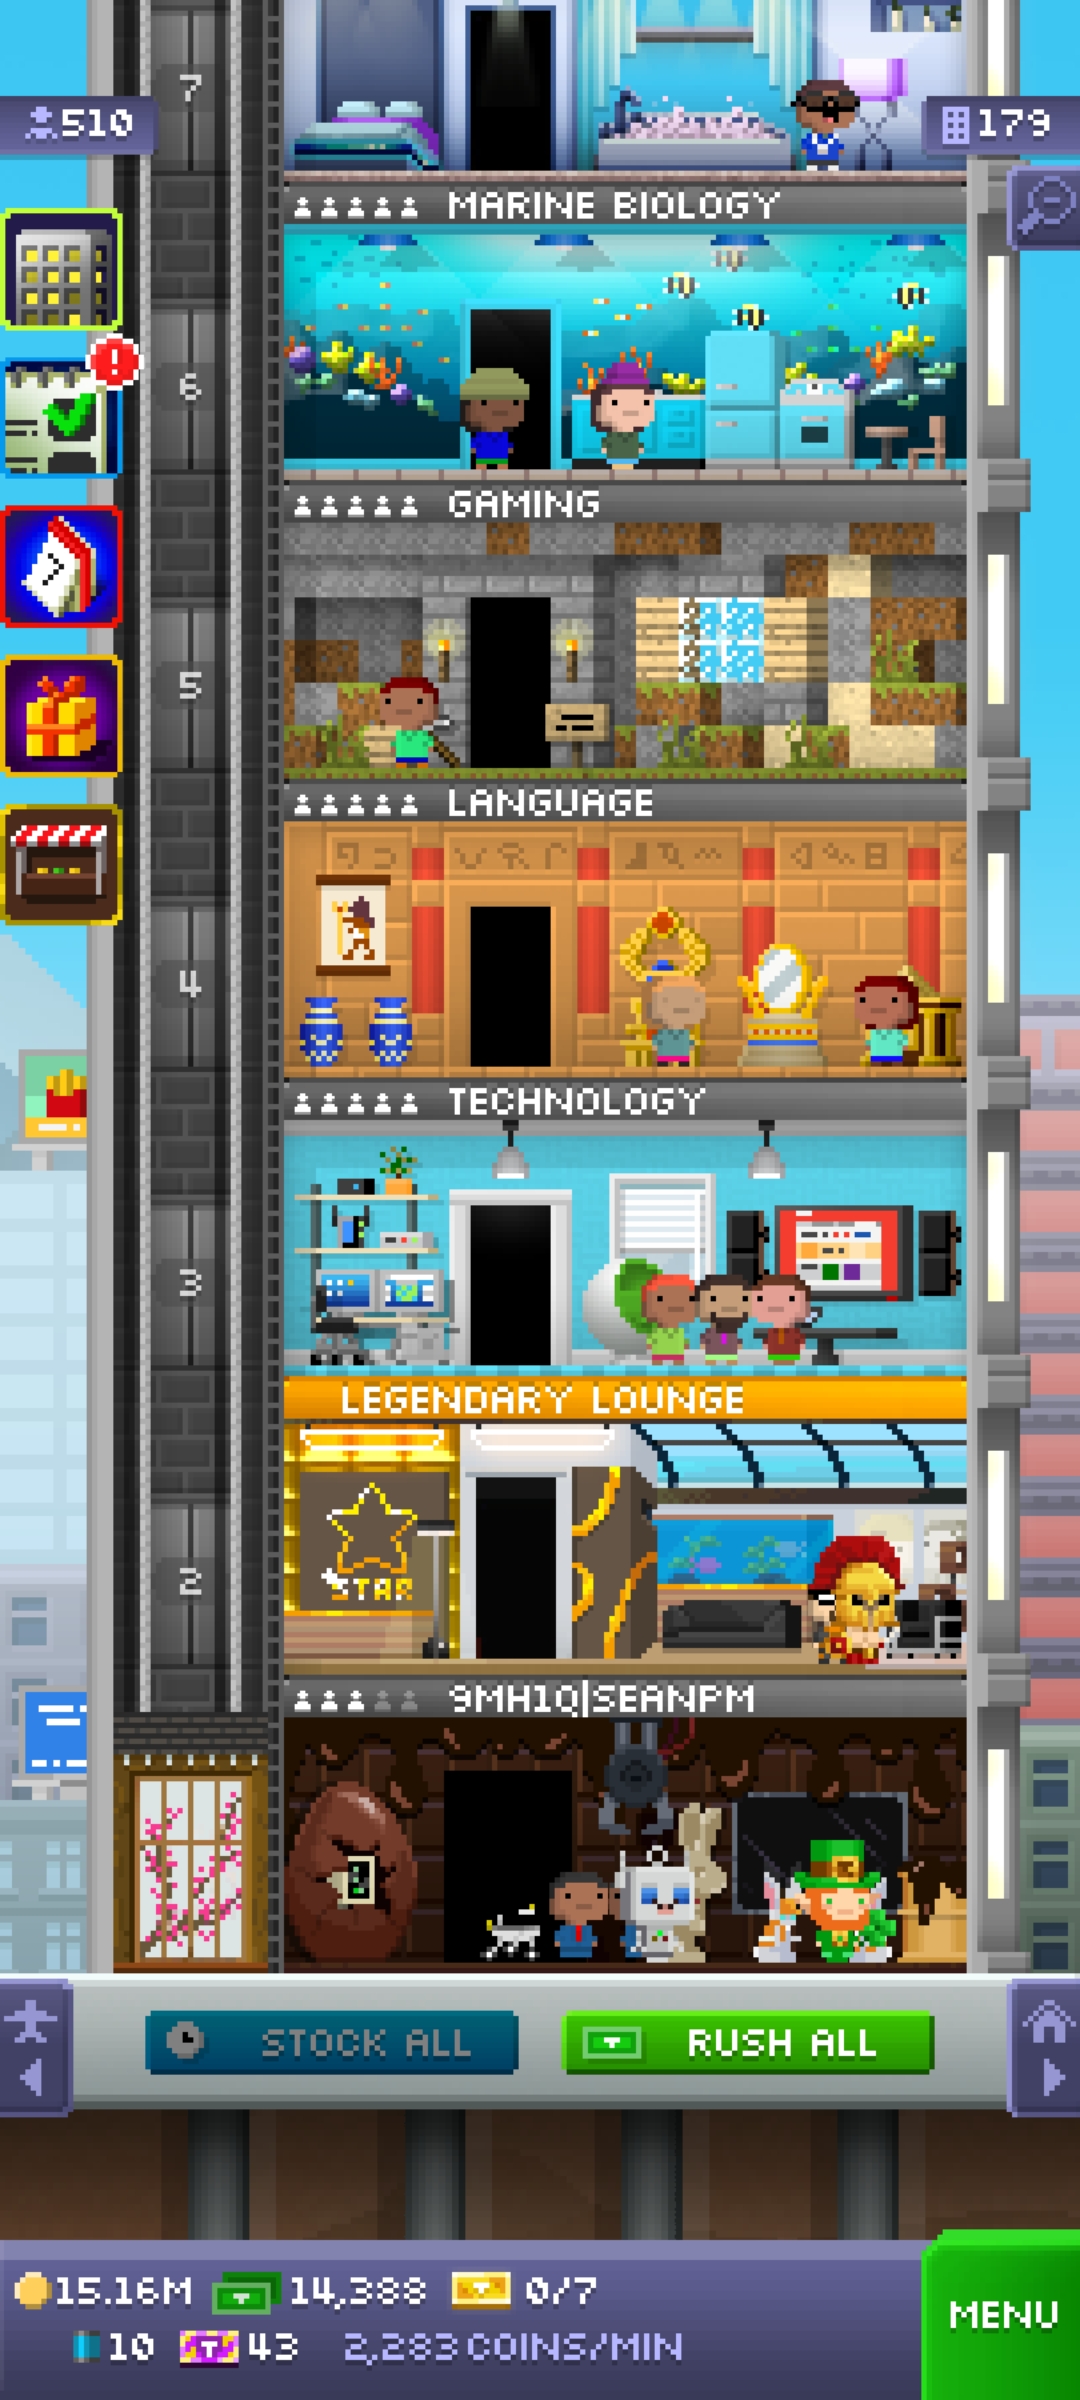 7
510
179
MARINE BIOLOGY
6
GAMING
7
5
LANGUAGE
4
TECHNOLOGY
3
LEGENDARY LOUNGE
STAR
2
9MH1Q|SEANPM
STOCK ALL
RUSH ALL
15.16M 14,388 0/7
10 43 2,283 COINS/MIN
MENU